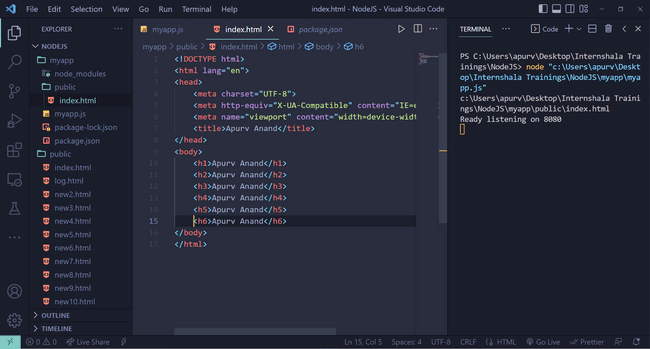 File Edit Selection View Go Run Terminal Help
index.html - NodeJS - Visual Studio Code
EXPLORER
NODEJS
myapp
node_modules
public
index.html
myapp.js
package-lock.json
package.json
public
index.html
log.html
new2.html
new3.html
new4.html
new5.html
new6.html
new7.html
new8.html
new9.html
new10.html
OUTLINE
TIMELINE
myapp.js index.html package.json
myapp > public > index.html > html > body > h6
1 <!DOCTYPE html>
2 <html lang="en">
3 <head>
4 <meta charset="UTF-8">
5 <meta http-equiv="X-UA-Compatible" content="IE=e
6 <meta name="viewport" content="width=device-widt
7 <title>Apurv Anand</title>
8 </head>
9 <body>
10 <h1>Apurv Anand</h1>
11 <h2>Apurv Anand</h2>
12 <h3>Apurv Anand</h3>
13 <h4>Apurv Anand</h4>
14 <h5>Apurv Anand</h5>
15 <h6>Apurv Anand</h6>
16 </body>
17 </html>
TERMINAL
Code
PS C:\Users\apurv\Desktop\Internshala Tr
ainings\NodeJS> node "c:\Users\apurv\Deskt
op\Internshala Trainings\NodeJS\myapp\mya
pp.js"
c:\Users\apurv\Desktop\Internshala Traini
ngs\NodeJS\myapp\public\index.html
Ready listening on 8080
0 0 Live Share
Ln 15, Col 5 Spaces: 4 UTF-8 CRLF HTML Go Live Prettier